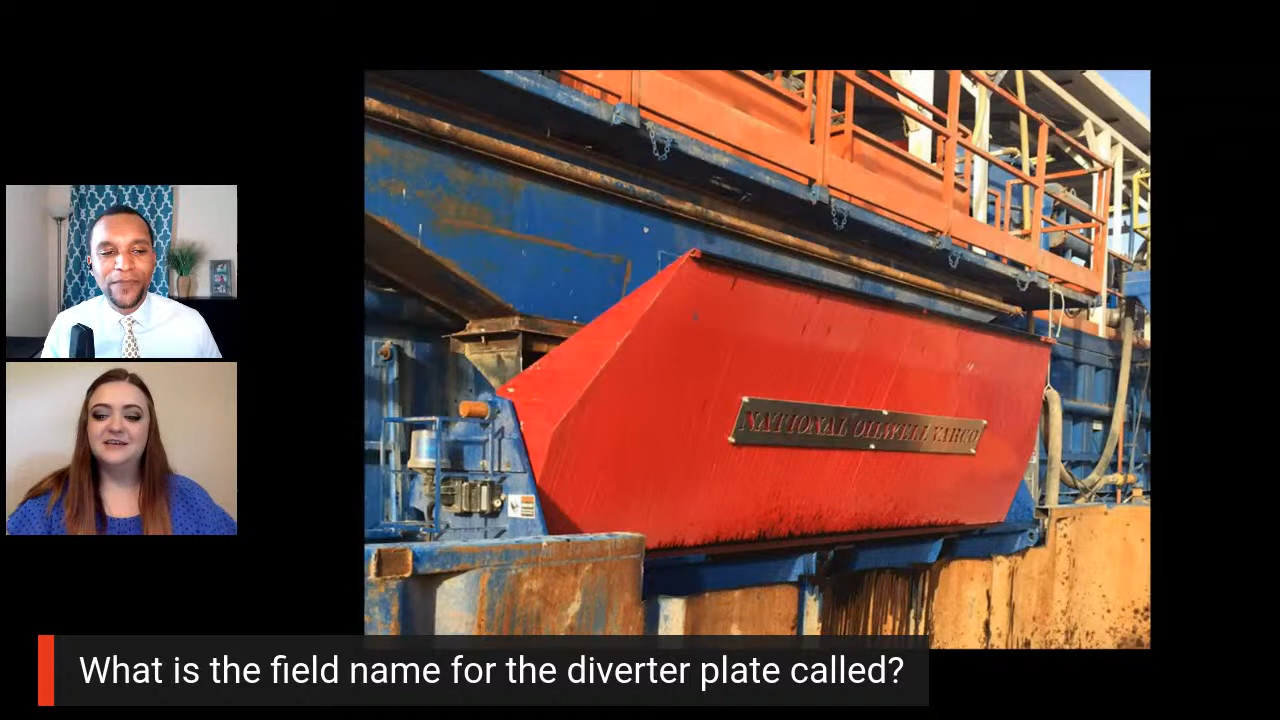 NATIONAL OILWELL VARCO
What is the field name for the diverter plate called?